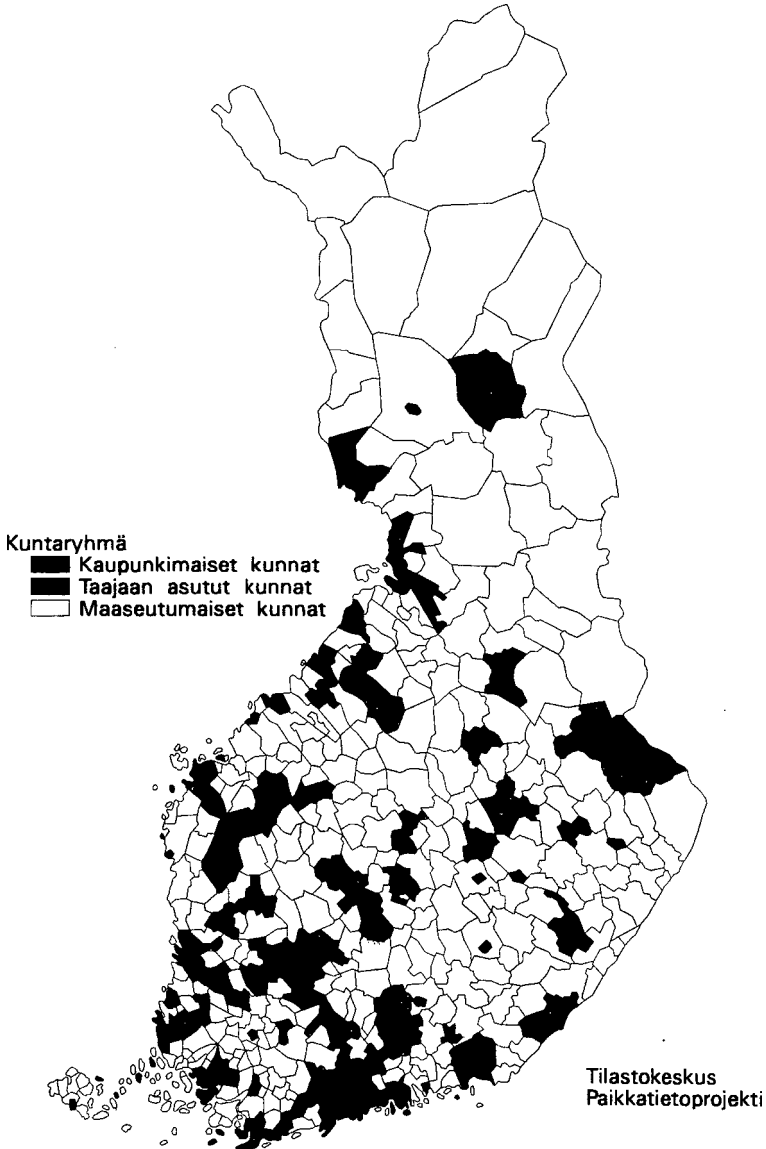 Kuntaryhmä
Kaupunkimaiset kunnat
Taajaan asutut kunnat
Maaseutumaiset kunnat
Tilastokeskus
Paikkatietoprojekti